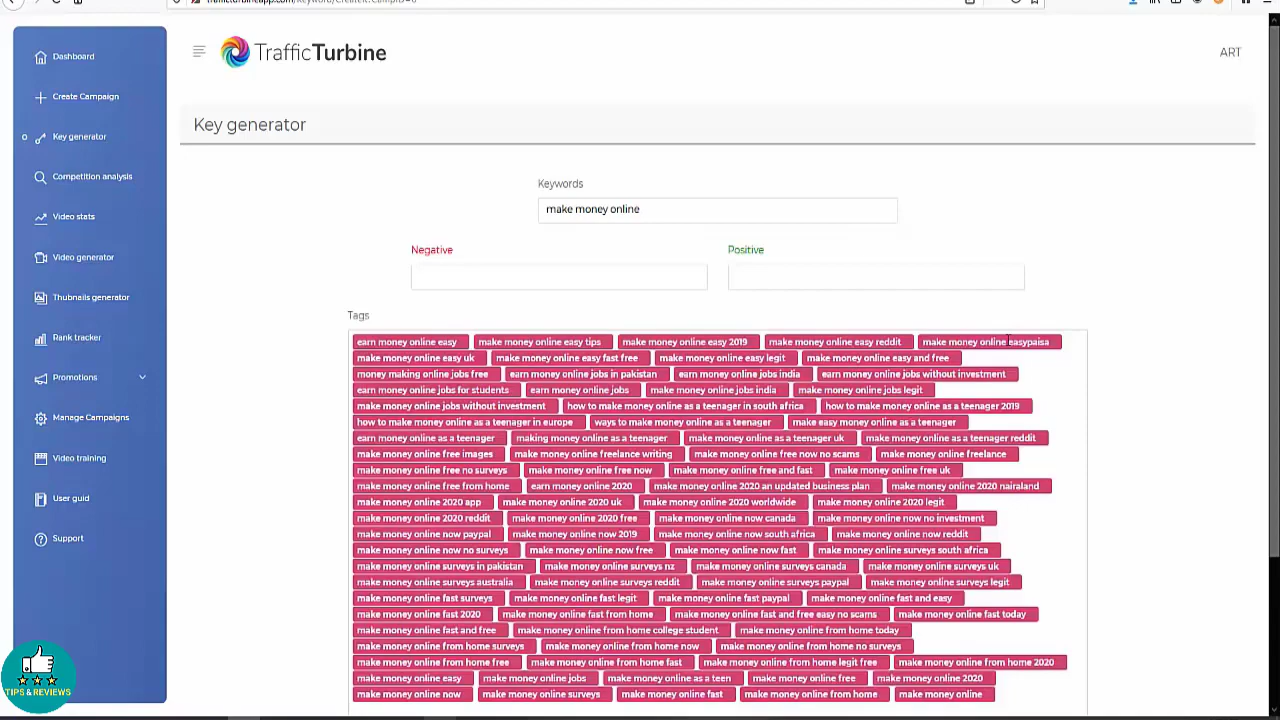 TrafficTurbine
ART
Dashboard
Create Campaign
Key generator
Competition analysis
Video stats
Video generator
Thubnails generator
Rank tracker
Promotions
Manage Campaigns
Video training
User guid
Support
TIPS & REVIEWS
Key generator
Keywords
make money online
Negative Positive
Tags
earn money online easy make money online easy tips make money online easy 2019 make money online easy reddit make money online easypaisa
make money online easy uk make money online easy fast free make money online easy legit make money online easy and free
money making online jobs free earn money online jobs in pakistan earn money online jobs india earn money online jobs without investment
earn money online jobs for students earn money online jobs make money online jobs india make money online jobs legit
make money online jobs without investment how to make money online as a teenager in south africa how to make money online as a teenager 2019
how to make money online as a teenager in europe ways to make money online as a teenager make easy money online as a teenager
earn money online as a teenager making money online as a teenager make money online as a teenager uk make money online as a teenager reddit
make money online free images make money online freelance writing make money online free now no scams make money online freelance
make money online free no surveys make money online free now make money online free and fast make money online free uk
make money online free from home earn money online 2020 make money online 2020 an updated business plan make money online 2020 nairaland
make money online 2020 app make money online 2020 uk make money online 2020 worldwide make money online 2020 legit
make money online 2020 reddit make money online 2020 free make money online now canada make money online now no investment
make money online now paypal make money online now 2019 make money online now south africa make money online now reddit
make money online now no surveys make money online now free make money online now fast make money online surveys south africa
make money online surveys in pakistan make money online surveys nz make money online surveys canada make money online surveys uk
make money online surveys australia make money online surveys reddit make money online surveys paypal make money online surveys legit
make money online fast surveys make money online fast legit make money online fast paypal make money online fast and easy
make money online fast 2020 make money online fast from home make money online fast and free easy no scams make money online fast today
make money online fast and free make money online from home college student make money online from home today
make money online from home surveys make money online from home now make money online from home no surveys
make money online from home free make money online from home fast make money online from home legit free make money online from home 2020
make money online easy make money online jobs make money online as a teen make money online free make money online 2020
make money online now make money online surveys make money online fast make money online from home make money online